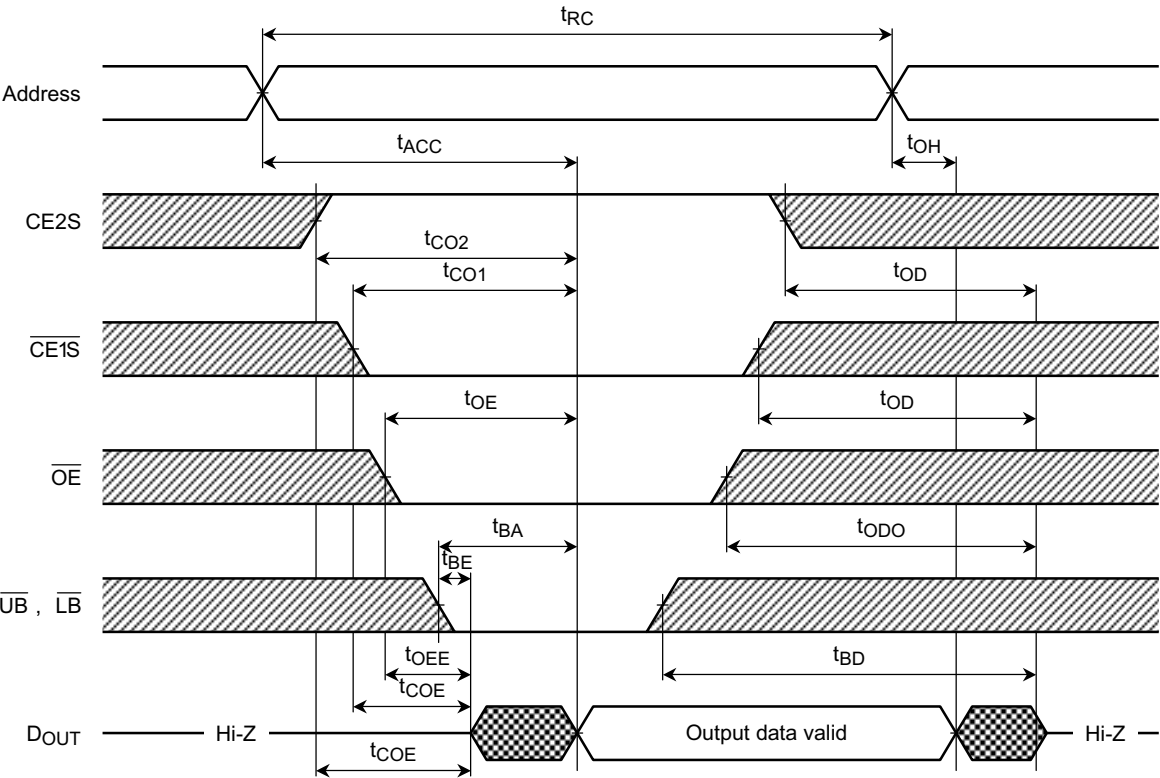 tRC
Address
tACC
tOH
CE2S
tCO2
tCO1
tOD
CE1S
tOE
tOD
OE
tBA
tODO
tBE
UB , LB
tOEE
tBD
tCOE
DOUT
Hi-Z
Output data valid
Hi-Z
tCOE